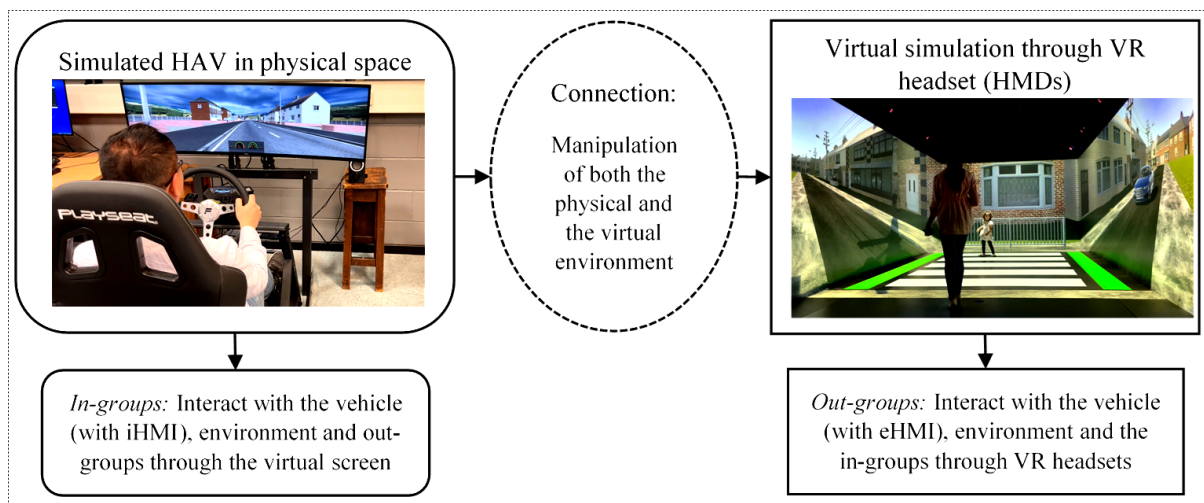 Simulated HAV in physical space
PLAYSEAT
Connection:
Manipulation
of both the
physical and
the virtual
environment
Virtual simulation through VR
headset (HMDs)
In-groups: Interact with the vehicle
(with iHMI), environment and out-
groups through the virtual screen
Out-groups: Interact with the vehicle
(with eHMI), environment and the
in-groups through VR headsets